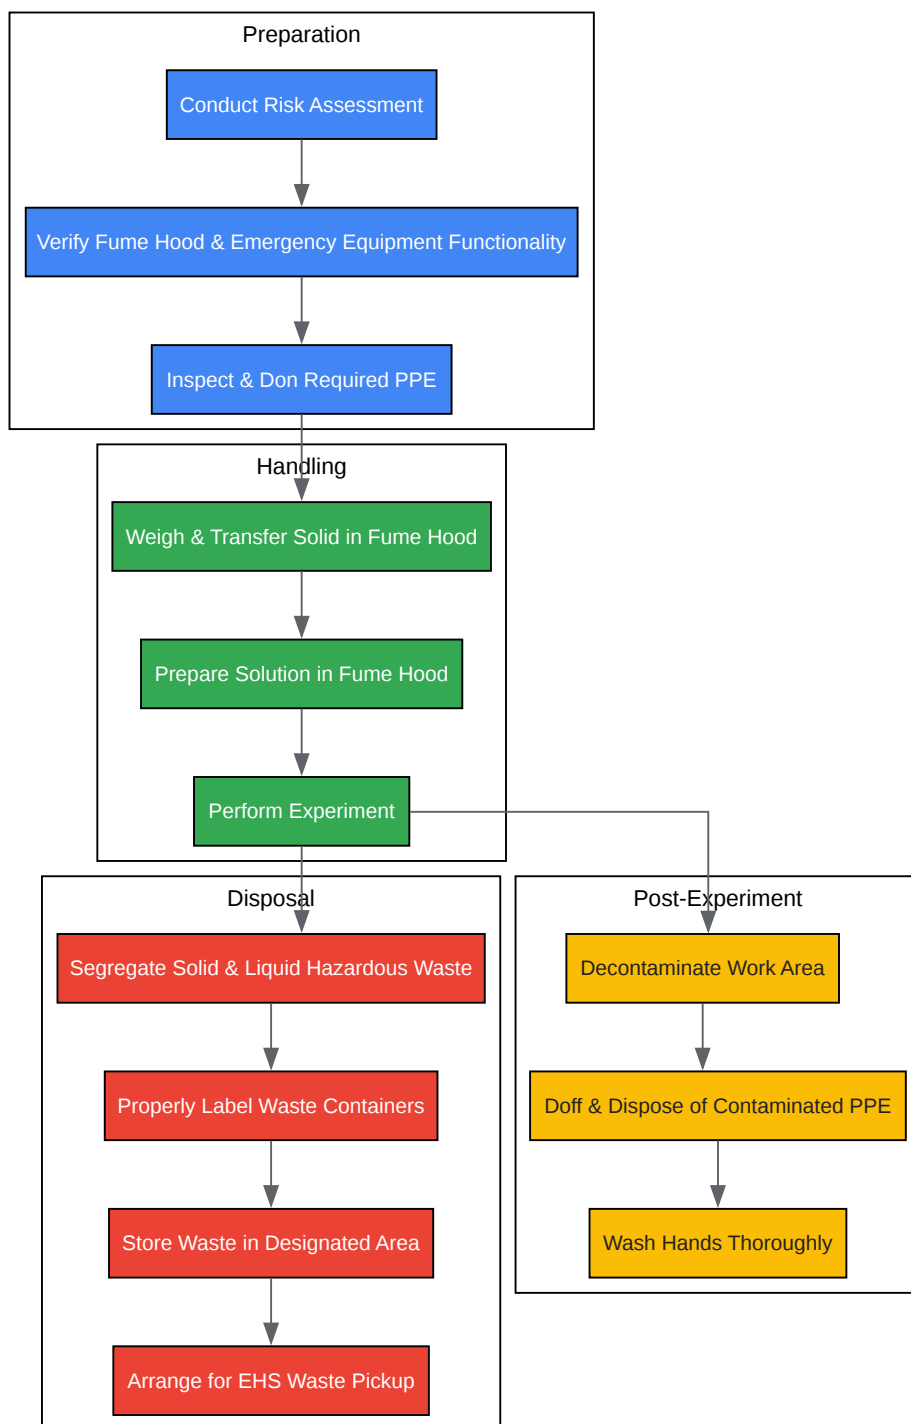 Preparation
Conduct Risk Assessment
Verify Fume Hood & Emergency Equipment Functionality
Inspect & Don Required PPE
Handling
Weigh & Transfer Solid in Fume Hood
Prepare Solution in Fume Hood
Perform Experiment
Disposal
Segregate Solid & Liquid Hazardous Waste
Properly Label Waste Containers
Store Waste in Designated Area
Arrange for EHS Waste Pickup
Post-Experiment
Decontaminate Work Area
Doff & Dispose of Contaminated PPE
Wash Hands Thoroughly